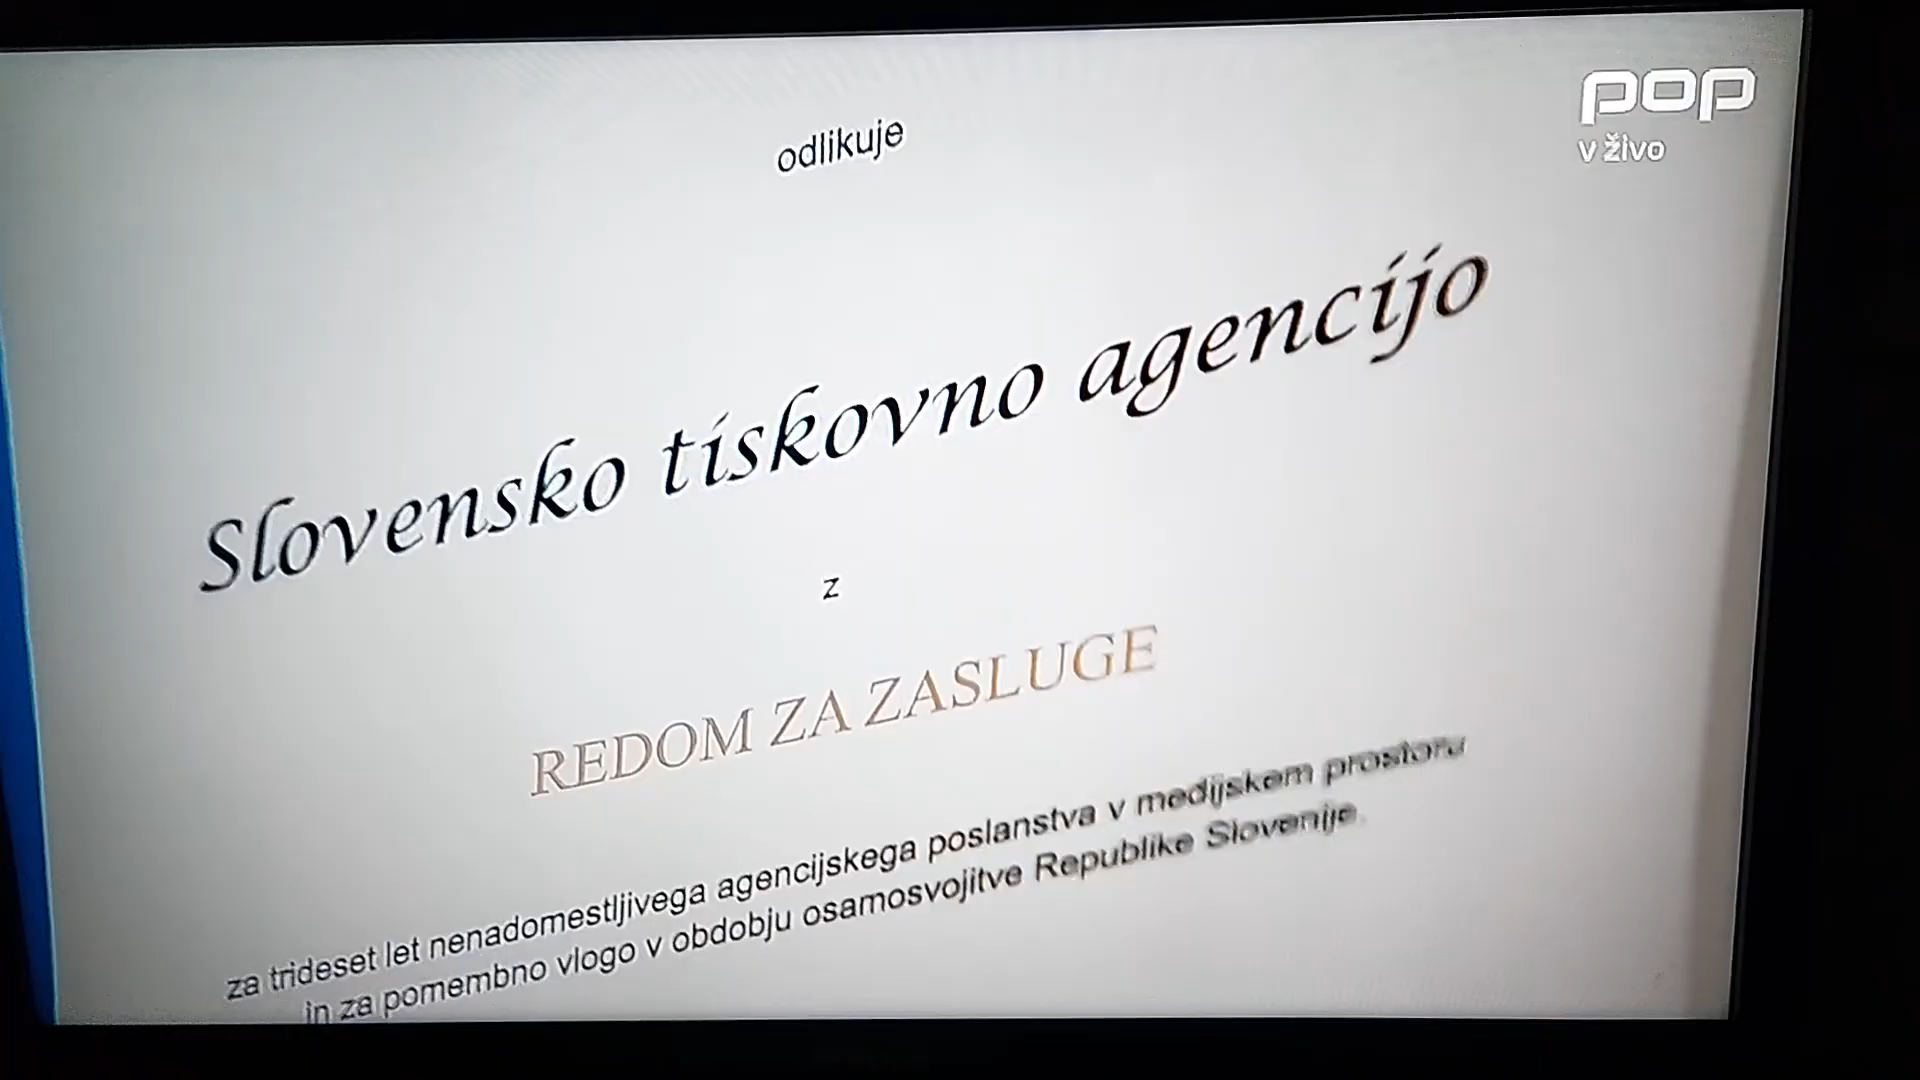 pop
v živo
odlikuje
Slovensko tiskovno agencijo
z
REDOM ZA ZASLUGE
za trideset let nenadomestljivega agencijskega poslanstva v medijskem prostoru
in za pomembno vlogo v obdobju osamosvojitve Republike Slovenije.